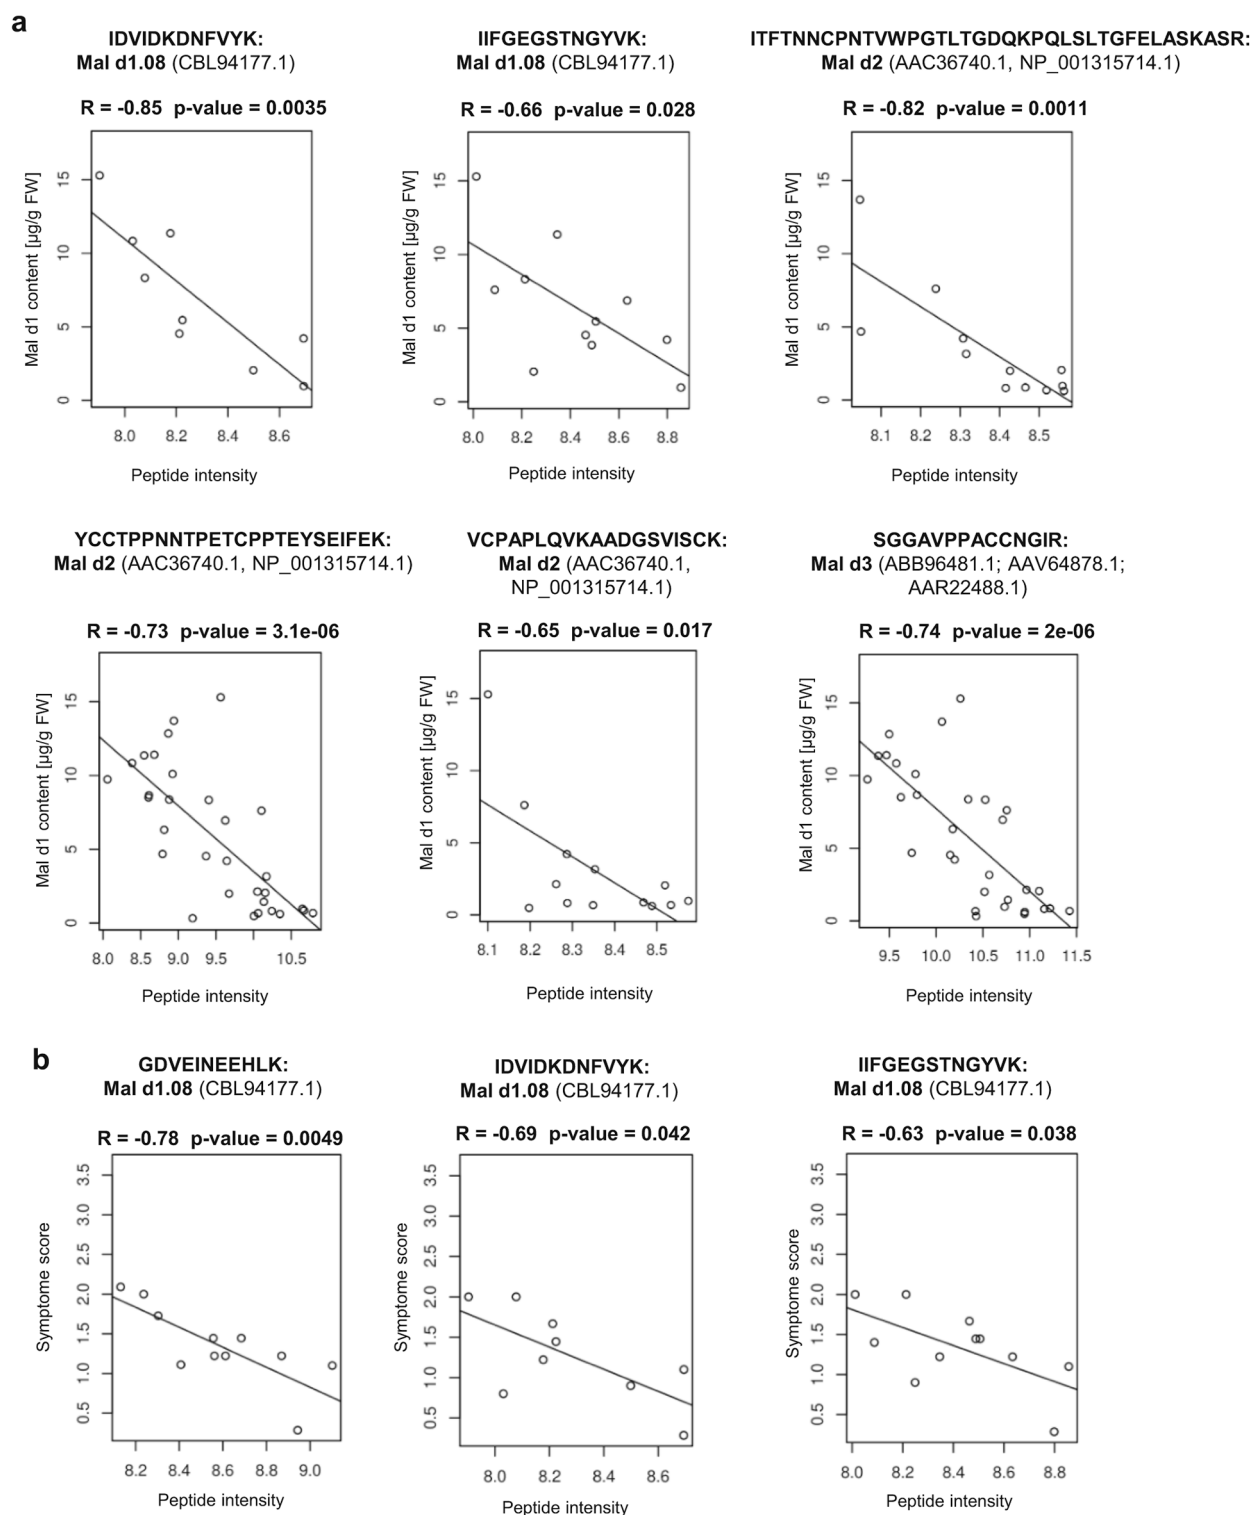 a
IDVIDKDNFVYK:
Mal d1.08 (CBL94177.1)
R = -0.85 p-value = 0.0035
Mal d1 content [µg/g FW]
15
10
5
0
8.0 8.2 8.4 8.6
Peptide intensity
IIFGEGSTNGYVK:
Mal d1.08 (CBL94177.1)
R = -0.66 p-value = 0.028
Mal d1 content [µg/g FW]
15
10
5
0
8.0 8.2 8.4 8.6 8.8
Peptide intensity
ITFTNNCPNTVWPGTLTGDQKPQLSLTGFELASKASR:
Mal d2 (AAC36740.1, NP_001315714.1)
R = -0.82 p-value = 0.0011
Mal d1 content [µg/g FW]
15
10
5
0
8.1 8.2 8.3 8.4 8.5
Peptide intensity
YCCTPPNNTPETCPPTEYSEIFEK:
Mal d2 (AAC36740.1, NP_001315714.1)
R = -0.73 p-value = 3.1e-06
Mal d1 content [µg/g FW]
15
10
5
0
8.0 8.5 9.0 9.5 10.5
Peptide intensity
VCPAPLQVKAADGSVISCK:
Mal d2 (AAC36740.1,
NP_001315714.1)
R = -0.65 p-value = 0.017
Mal d1 content [µg/g FW]
15
10
5
0
8.1 8.2 8.3 8.4 8.5
Peptide intensity
SGGAVPPACCNGIR:
Mal d3 (ABB96481.1; AAV64878.1;
AAR22488.1)
R = -0.74 p-value = 2e-06
Mal d1 content [µg/g FW]
15
10
5
0
9.5 10.0 10.5 11.0 11.5
Peptide intensity
b
GDVEINEEHLK:
Mal d1.08 (CBL94177.1)
R = -0.78 p-value = 0.0049
Symptome score
3.5
3.0
2.5
2.0
1.5
1.0
0.5
8.2 8.4 8.6 8.8 9.0
Peptide intensity
IDVIDKDNFVYK:
Mal d1.08 (CBL94177.1)
R = -0.69 p-value = 0.042
Symptome score
3.5
3.0
2.5
2.0
1.5
1.0
0.5
8.0 8.2 8.4 8.6
Peptide intensity
IIFGEGSTNGYVK:
Mal d1.08 (CBL94177.1)
R = -0.63 p-value = 0.038
Symptome score
3.5
3.0
2.5
2.0
1.5
1.0
0.5
8.0 8.2 8.4 8.6 8.8
Peptide intensity